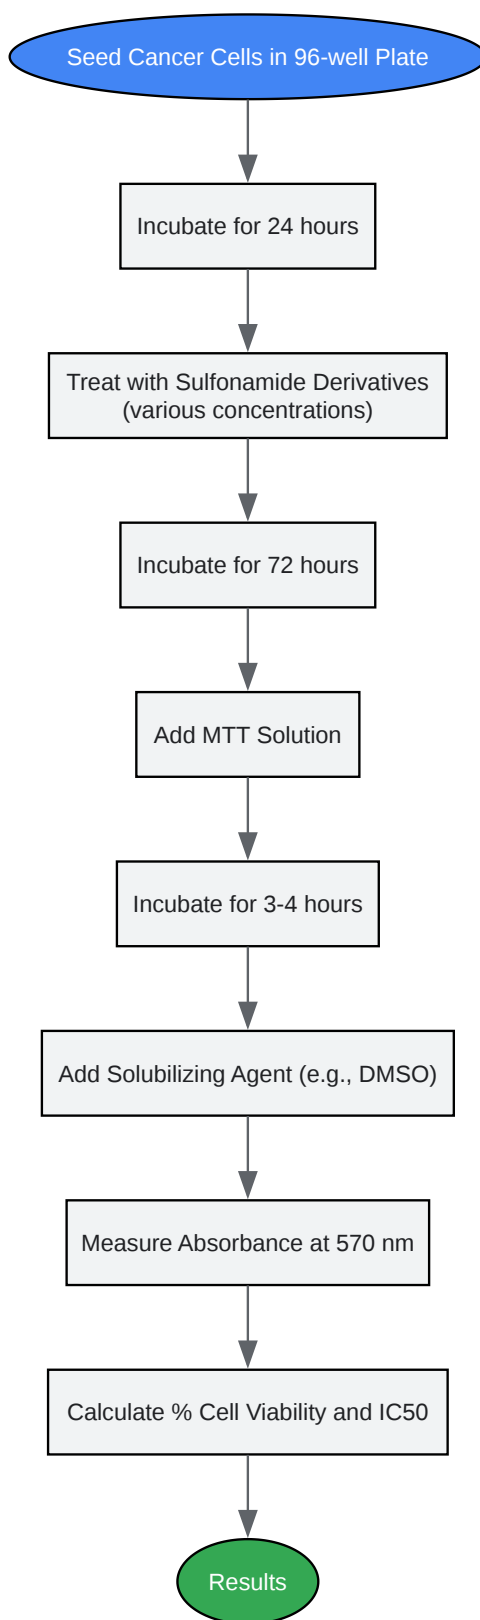 Seed Cancer Cells in 96-well Plate
Incubate for 24 hours
Treat with Sulfonamide Derivatives
(various concentrations)
Incubate for 72 hours
Add MTT Solution
Incubate for 3-4 hours
Add Solubilizing Agent (e.g., DMSO)
Measure Absorbance at 570 nm
Calculate % Cell Viability and IC50
Results